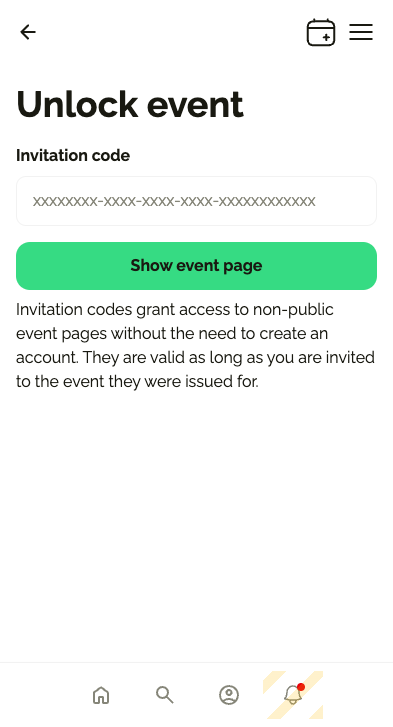 Unlock event
Invitation code
xxxxxxxx-xxxx-xxxx-xxxx-xxxxxxxxxxxx
Show event page
Invitation codes grant access to non-public
event pages without the need to create an
account. They are valid as long as you are invited
to the event they were issued for.